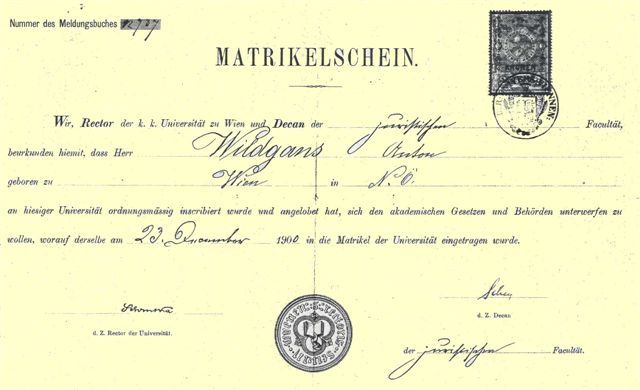 Nummer des Meldungsbuches
MATRIKELSCHEIN.
KRONEN
Wir, Rector der k. k. Universität zu Wien und Decan der juristischen Facultät,
beurkunden hiemit, dass Herr Wildgans Anton
geboren zu Wien in N. Ö.
an hiesiger Universität ordnungsmässig inscribiert wurde und angelobet hat, sich den akademischen Gesetzen und Behörden unterwerfen zu
wollen, worauf derselbe am 23. December 1900 in die Matrikel der Universität eingetragen wurde.
d. Z. Rector der Universität.
d. Z. Decan
der juristischen Facultät.